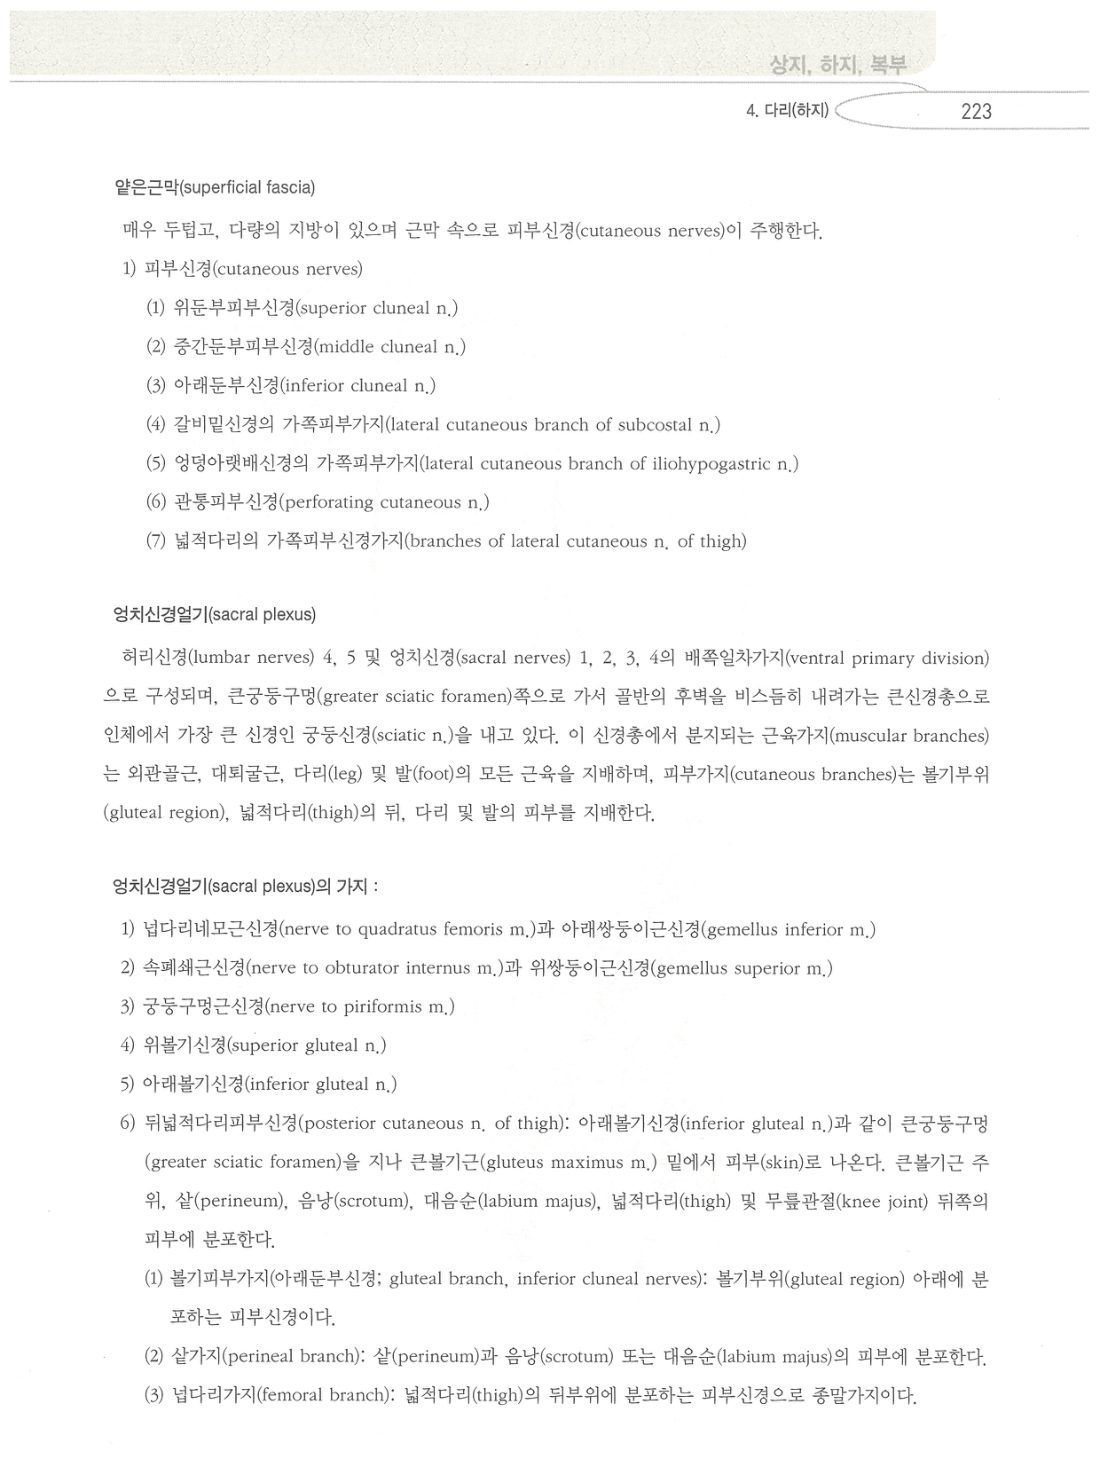 상지, 하지, 복부
4. 다리(하지)
223
얕은근막(superficial fascia)
매우 두텁고, 다량의 지방이 있으며 근막 속으로 피부신경(cutaneous nerves)이 주행한다.
1) 피부신경(cutaneous nerves)
(1) 위둔부피부신경(superior cluneal n.)
(2) 중간둔부피부신경(middle cluneal n.)
(3) 아래둔부신경(inferior cluneal n.)
(4) 갈비밑신경의 가쪽피부가지(lateral cutaneous branch of subcostal n.)
(5) 엉덩아랫배신경의 가쪽피부가지(lateral cutaneous branch of iliohypogastric n.)
(6) 관통피부신경(perforating cutaneous n.)
(7) 넓적다리의 가쪽피부신경가지(branches of lateral cutaneous n. of thigh)
엉치신경얼기(sacral plexus)
허리신경(lumbar nerves) 4, 5 및 엉치신경(sacral nerves) 1, 2, 3, 4의 배쪽일차가지(ventral primary division)
으로 구성되며, 큰궁둥구멍(greater sciatic foramen)쪽으로 가서 골반의 후벽을 비스듬히 내려가는 큰신경총으로
인체에서 가장 큰 신경인 궁둥신경(sciatic n.)을 내고 있다. 이 신경총에서 분지되는 근육가지(muscular branches)
는 외관골근, 대퇴굴근, 다리(leg) 및 발(foot)의 모든 근육을 지배하며, 피부가지(cutaneous branches)는 볼기부위
(gluteal region), 넓적다리(thigh)의 뒤, 다리 및 발의 피부를 지배한다.
엉치신경얼기(sacral plexus)의 가지 :
1) 넙다리네모근신경(nerve to quadratus femoris m.)과 아래쌍둥이근신경(gemellus inferior m.)
2) 속폐쇄근신경(nerve to obturator internus m.)과 위쌍둥이근신경(gemellus superior m.)
3) 궁둥구멍근신경(nerve to piriformis m.)
4) 위볼기신경(superior gluteal n.)
5) 아래볼기신경(inferior gluteal n.)
6) 뒤넓적다리피부신경(posterior cutaneous n. of thigh): 아래볼기신경(inferior gluteal n.)과 같이 큰궁둥구멍
(greater sciatic foramen)을 지나 큰볼기근(gluteus maximus m.) 밑에서 피부(skin)로 나온다. 큰볼기근 주
위, 샅(perineum), 음낭(scrotum), 대음순(labium majus), 넓적다리(thigh) 및 무릎관절(knee joint) 뒤쪽의
피부에 분포한다.
(1) 볼기피부가지(아래둔부신경; gluteal branch, inferior cluneal nerves): 볼기부위(gluteal region) 아래에 분
포하는 피부신경이다.
(2) 샅가지(perineal branch): 샅(perineum)과 음낭(scrotum) 또는 대음순(labium majus)의 피부에 분포한다.
(3) 넙다리가지(femoral branch): 넓적다리(thigh)의 뒤부위에 분포하는 피부신경으로 종말가지이다.